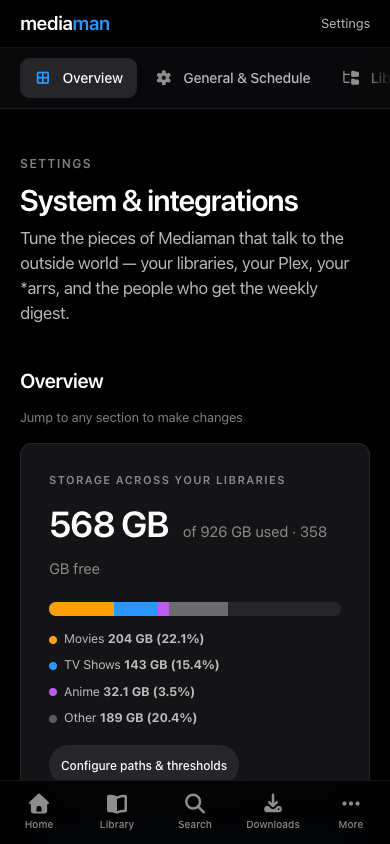 mediaman
Settings
Overview
General & Schedule
SETTINGS
System & integrations
Tune the pieces of Mediaman that talk to the
outside world — your libraries, your Plex, your
*arrs, and the people who get the weekly
digest.
Overview
Jump to any section to make changes
STORAGE ACROSS YOUR LIBRARIES
568 GB of 926 GB used · 358
GB free
Movies 204 GB (22.1%)
TV Shows 143 GB (15.4%)
Anime 32.1 GB (3.5%)
Other 189 GB (20.4%)
Configure paths & thresholds
Home
Library
Search
Downloads
More